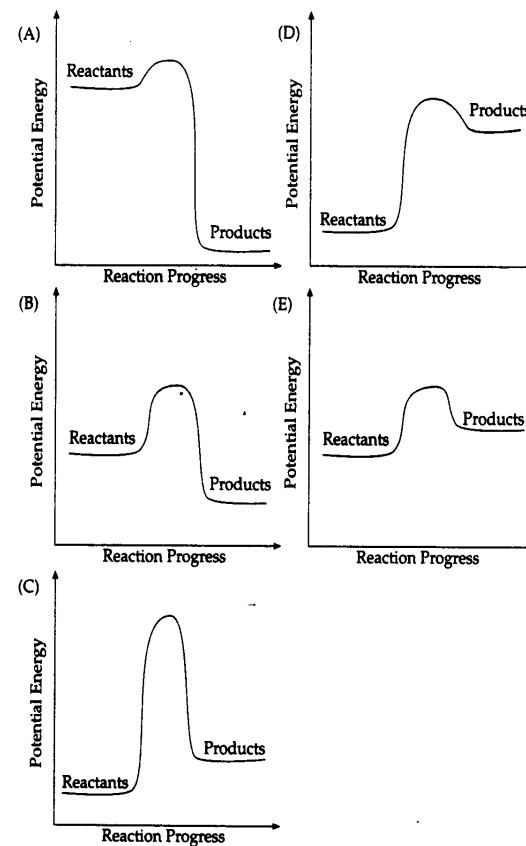 (A)
Potential Energy
Reactants
Products
Reaction Progress
(B)
Potential Energy
Reactants
Products
Reaction Progress
(C)
Potential Energy
Reactants
Products
Reaction Progress
(D)
Potential Energy
Reactants
Products
Reaction Progress
(E)
Potential Energy
Reactants
Products
Reaction Progress